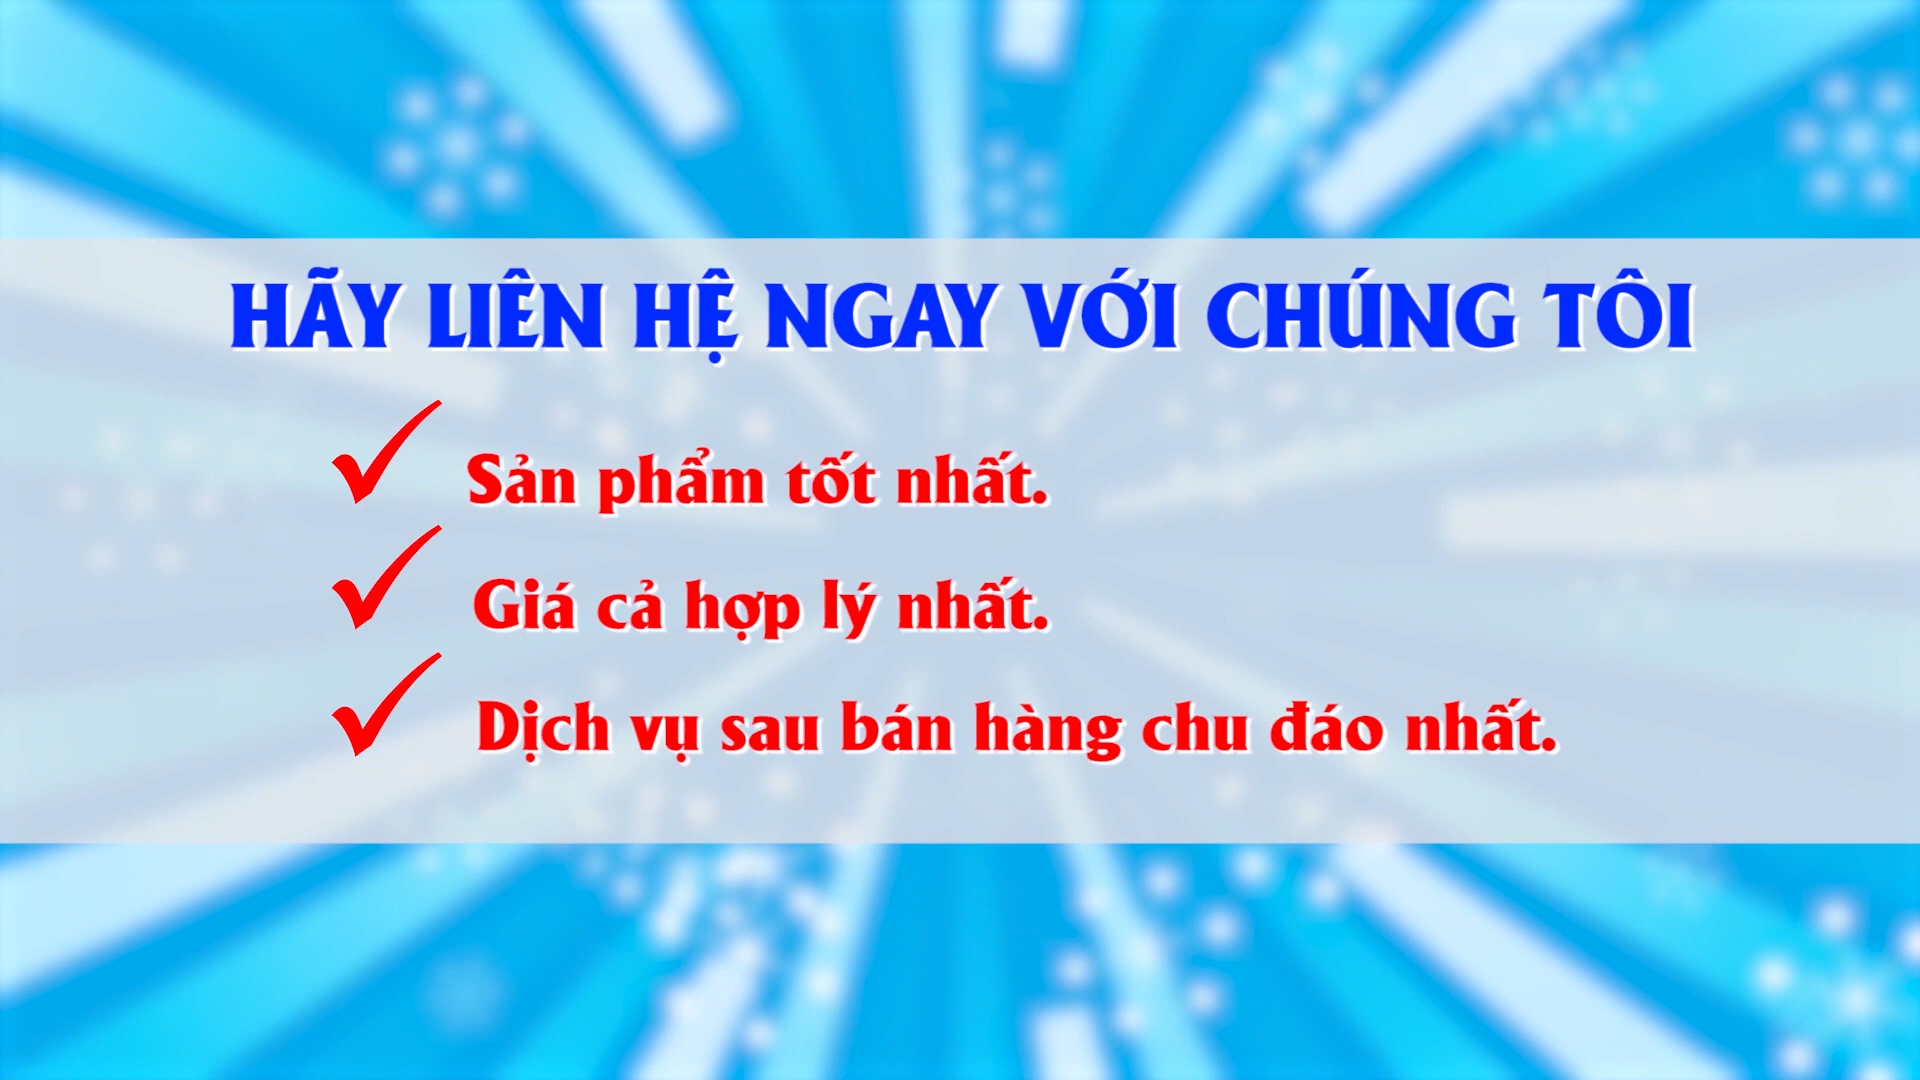 HÃY LIÊN HỆ NGAY VỚI CHÚNG TÔI
Sản phẩm tốt nhất.
Giá cả hợp lý nhất.
Dịch vụ sau bán hàng chu đáo nhất.